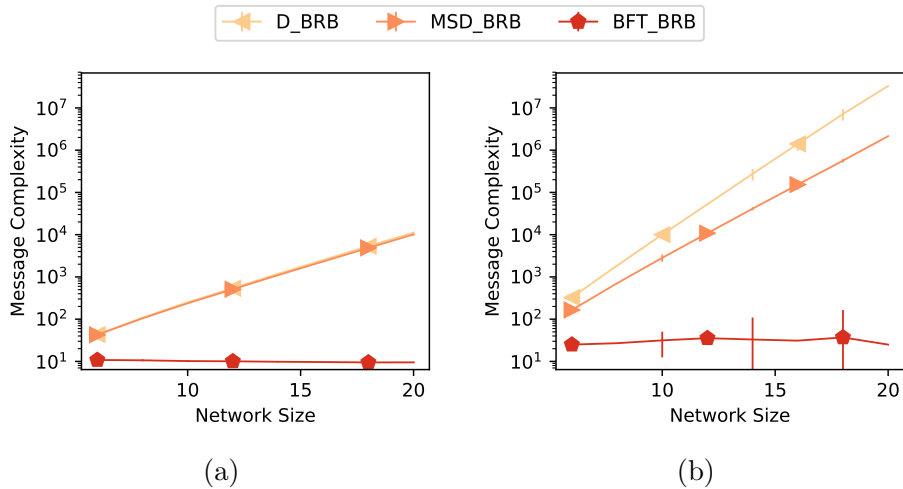 D_BRB MSD_BRB BFT_BRB
Message Complexity
10^7
10^6
10^5
10^4
10^3
10^2
10^1
10 15 20
Network Size
(a)
Message Complexity
10^7
10^6
10^5
10^4
10^3
10^2
10^1
10 15 20
Network Size
(b)